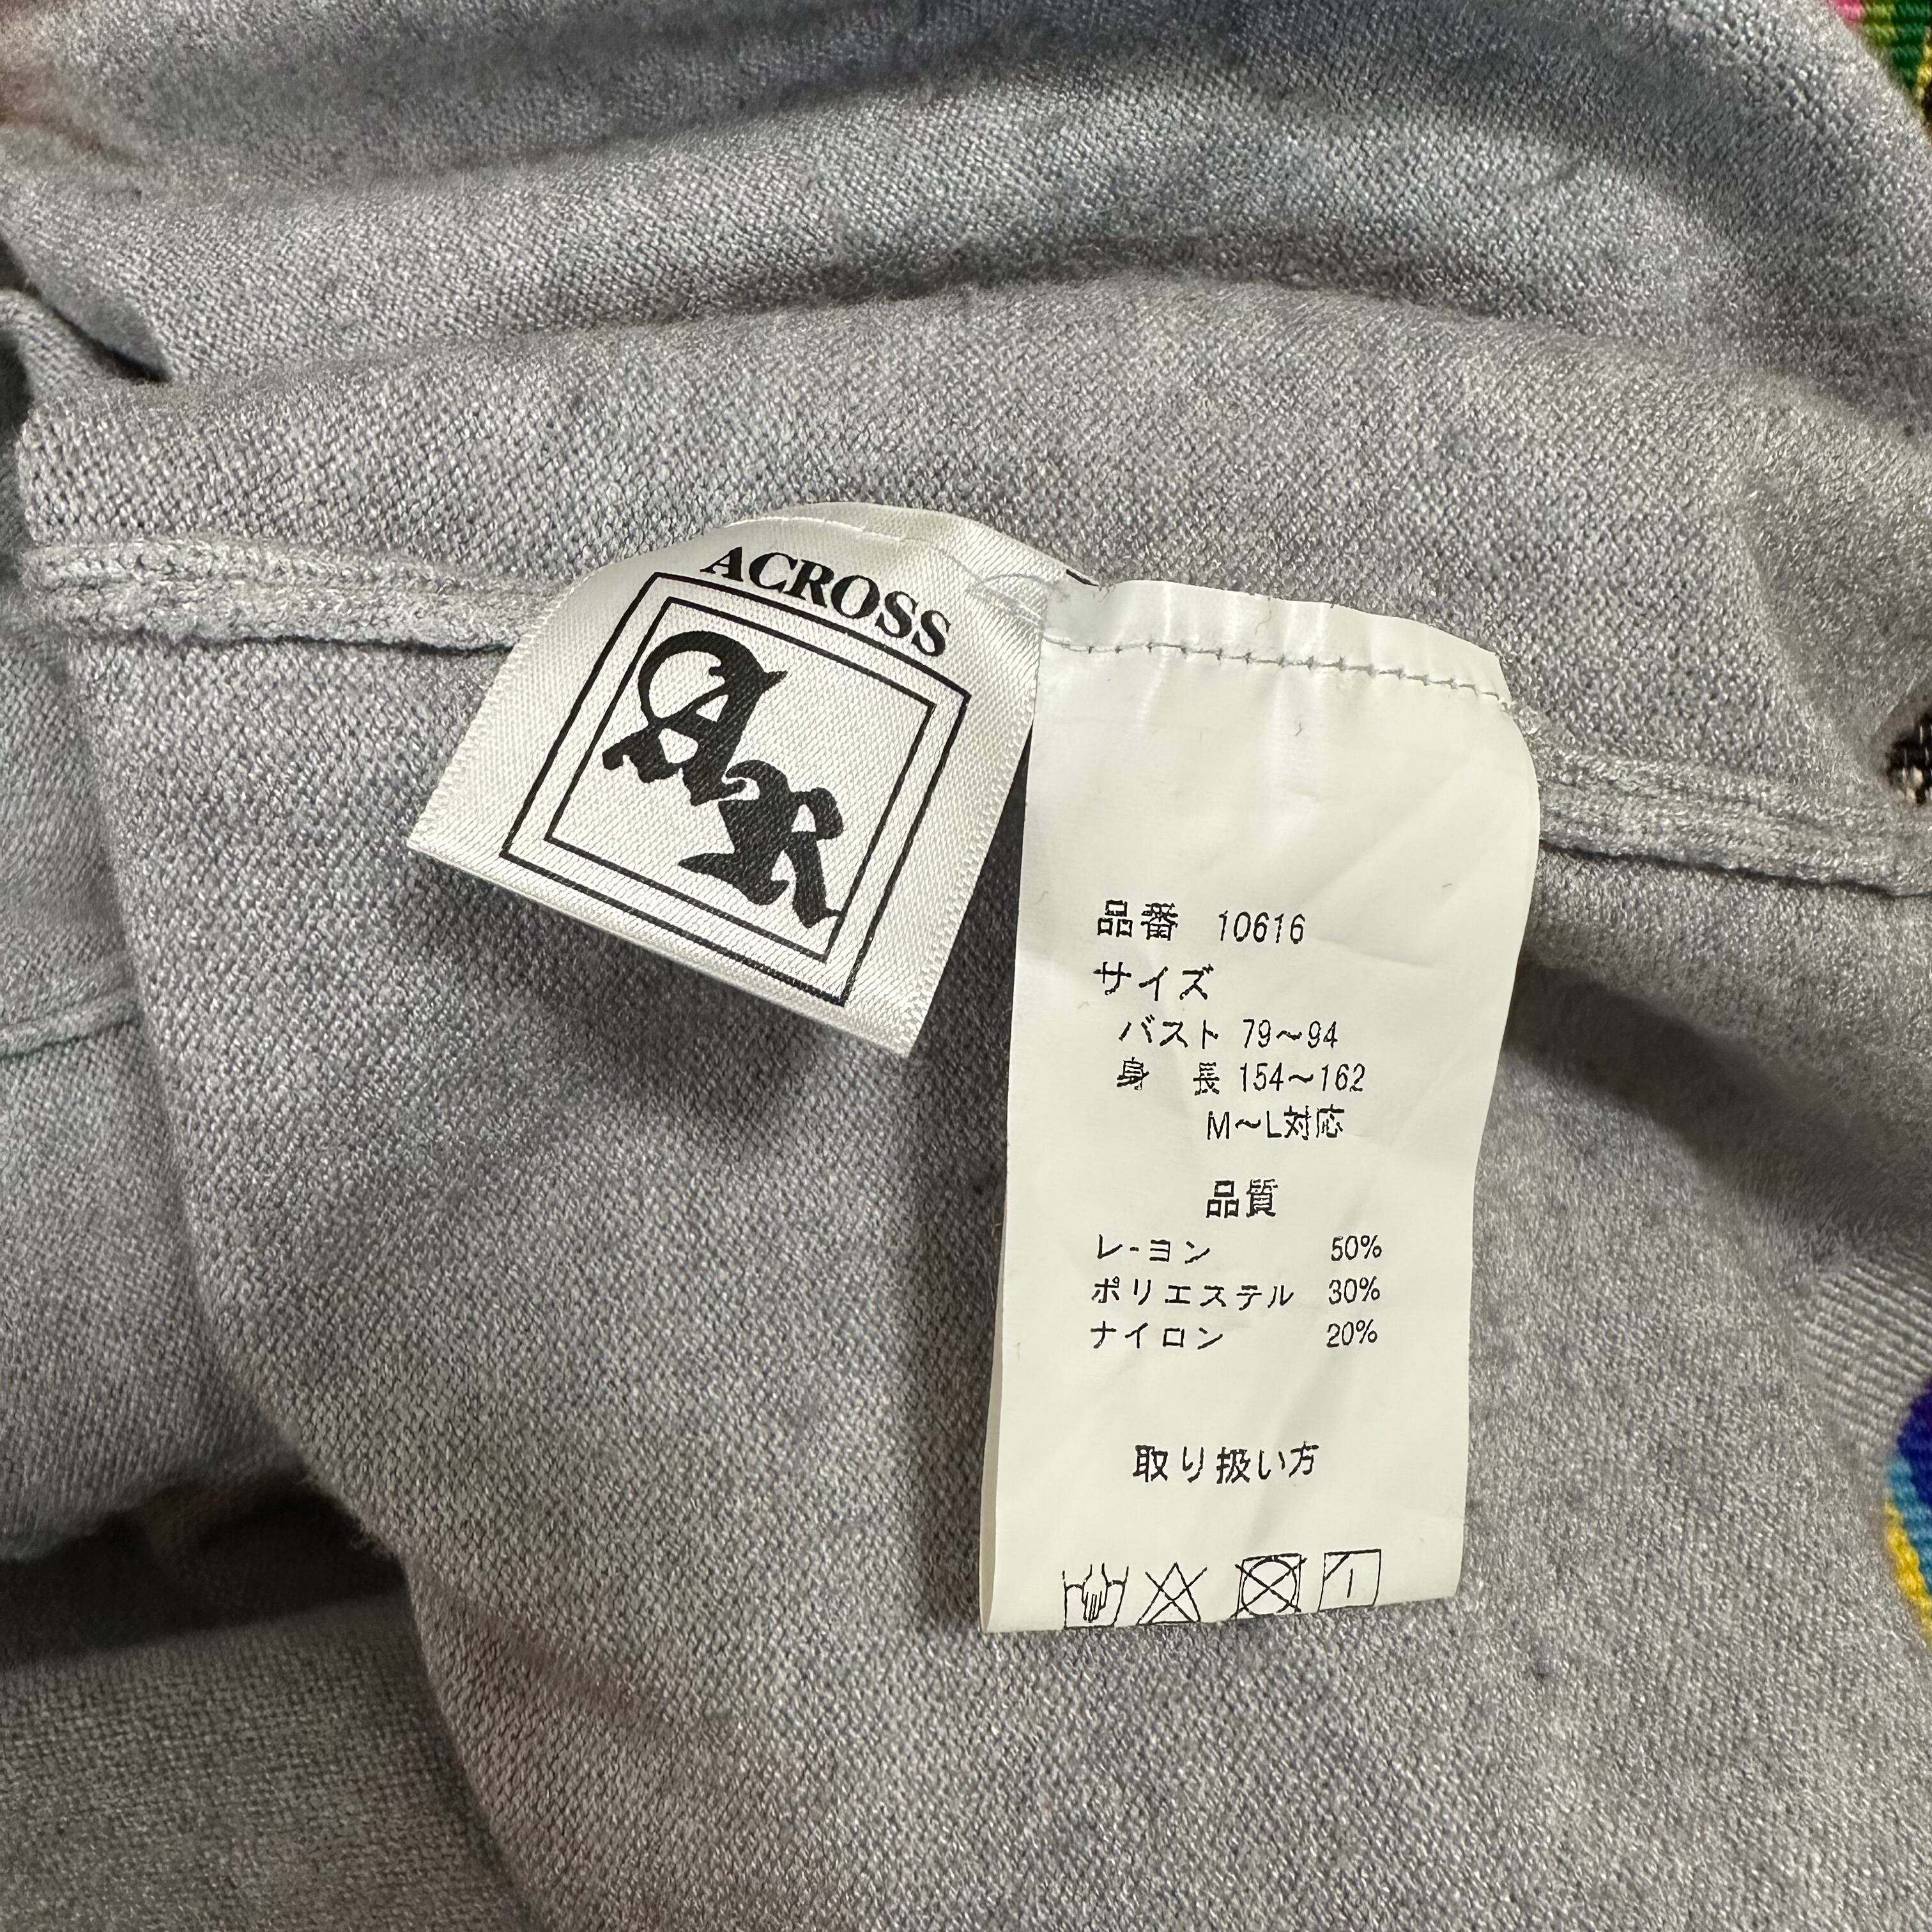 ACROSS
AR
品番 10616
サイズ
バスト 79～94
身 長 154～162
M～L対応
品質
レ-ヨン 50%
ポリエステル 30%
ナイロン 20%
取り扱い方